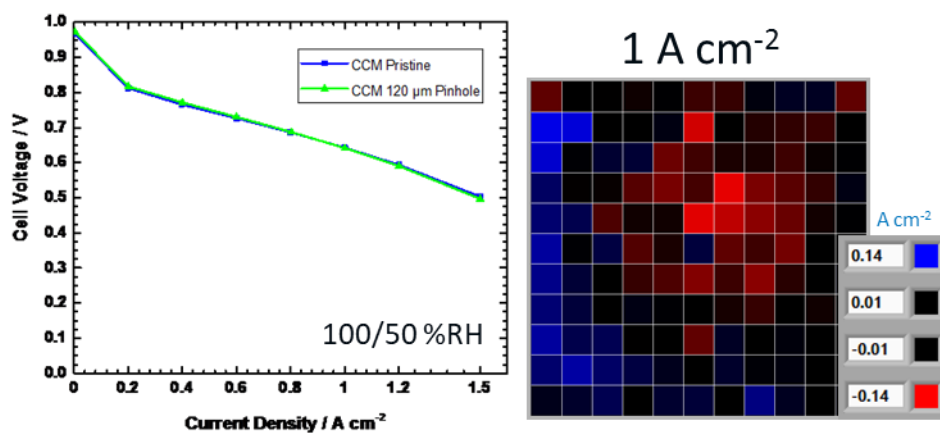 1.0
0.9
0.8
0.7
0.6
0.5
0.4
0.3
0.2
0.1
0
Cell Voltage / V
CCM Pristine
CCM 120 µm Pinhole
100/50 %RH
0 0.2 0.4 0.6 0.8 1 1.2 1.5
Current Density / A cm⁻²
1 A cm⁻²
A cm⁻²
0.14
0.01
-0.01
-0.14